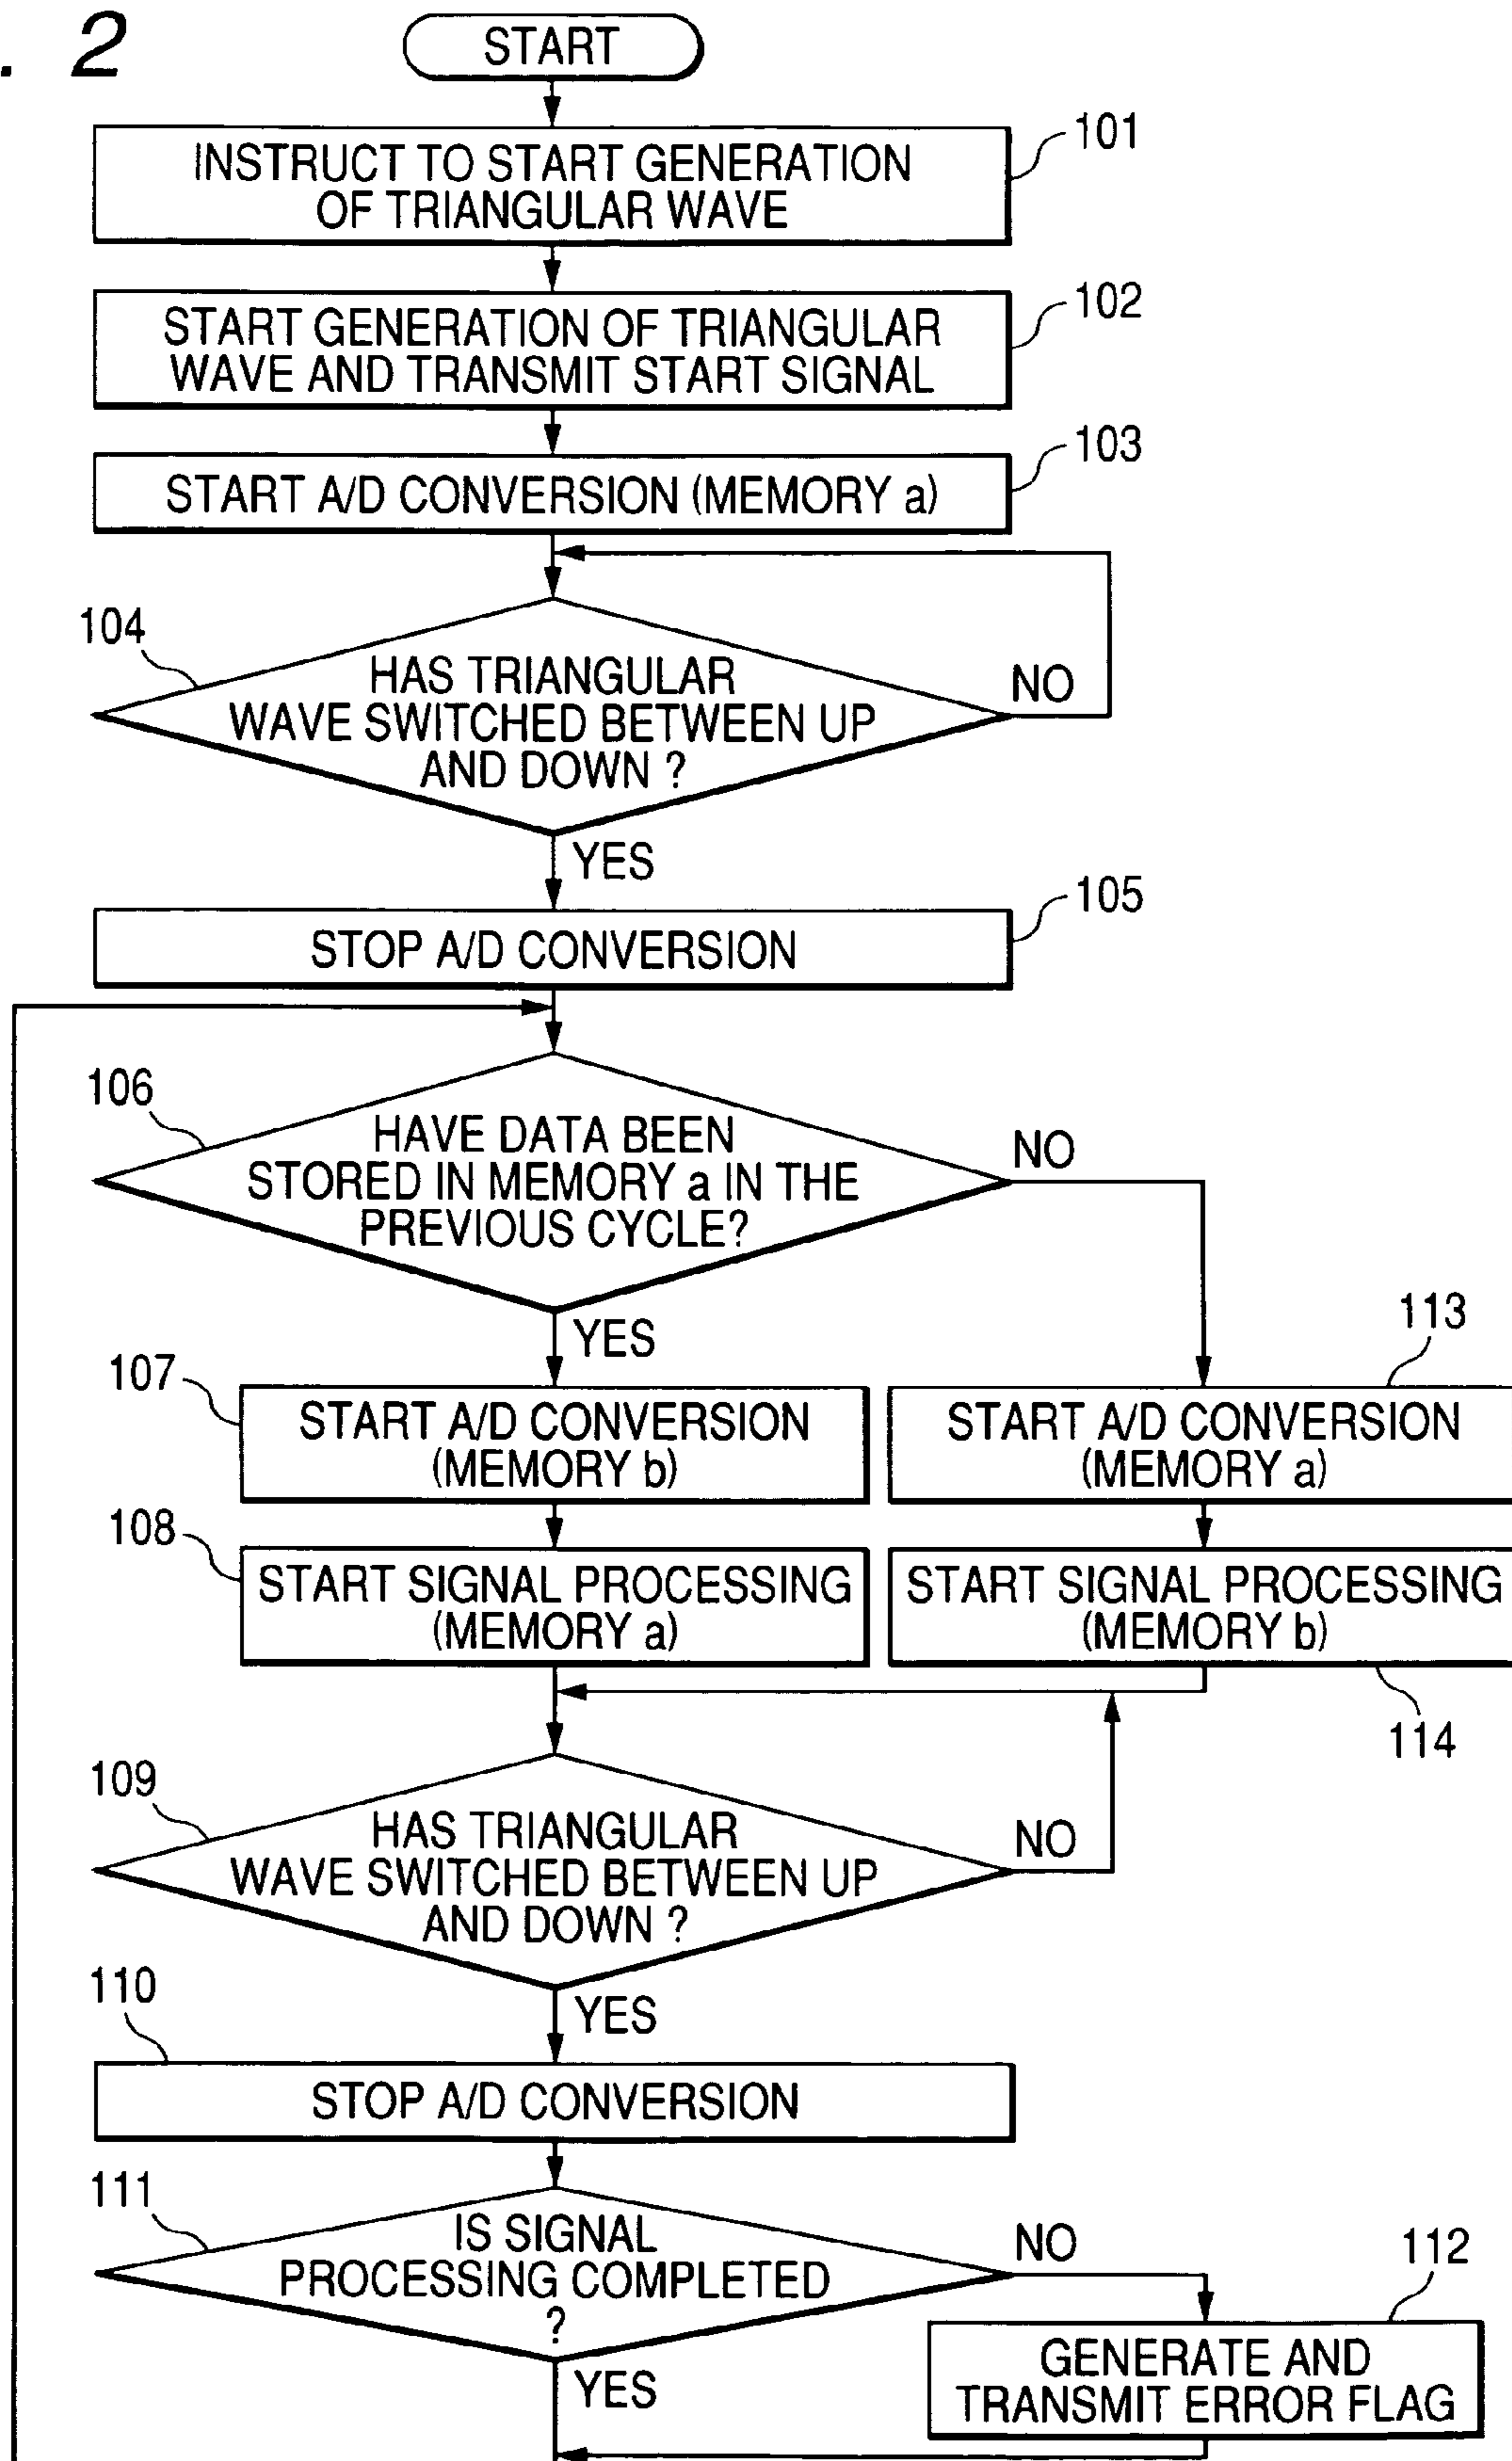 . 2
START
101
INSTRUCT TO START GENERATION
OF TRIANGULAR WAVE
102
START GENERATION OF TRIANGULAR
WAVE AND TRANSMIT START SIGNAL
103
START A/D CONVERSION (MEMORY a)
104
HAS TRIANGULAR
WAVE SWITCHED BETWEEN UP
AND DOWN ?
NO
YES
105
STOP A/D CONVERSION
106
HAVE DATA BEEN
STORED IN MEMORY a IN THE
PREVIOUS CYCLE?
NO
YES
107
START A/D CONVERSION
(MEMORY b)
113
START A/D CONVERSION
(MEMORY a)
108
START SIGNAL PROCESSING
(MEMORY a)
START SIGNAL PROCESSING
(MEMORY b)
114
109
HAS TRIANGULAR
WAVE SWITCHED BETWEEN UP
AND DOWN ?
NO
YES
110
STOP A/D CONVERSION
111
IS SIGNAL
PROCESSING COMPLETED
?
NO
YES
112
GENERATE AND
TRANSMIT ERROR FLAG